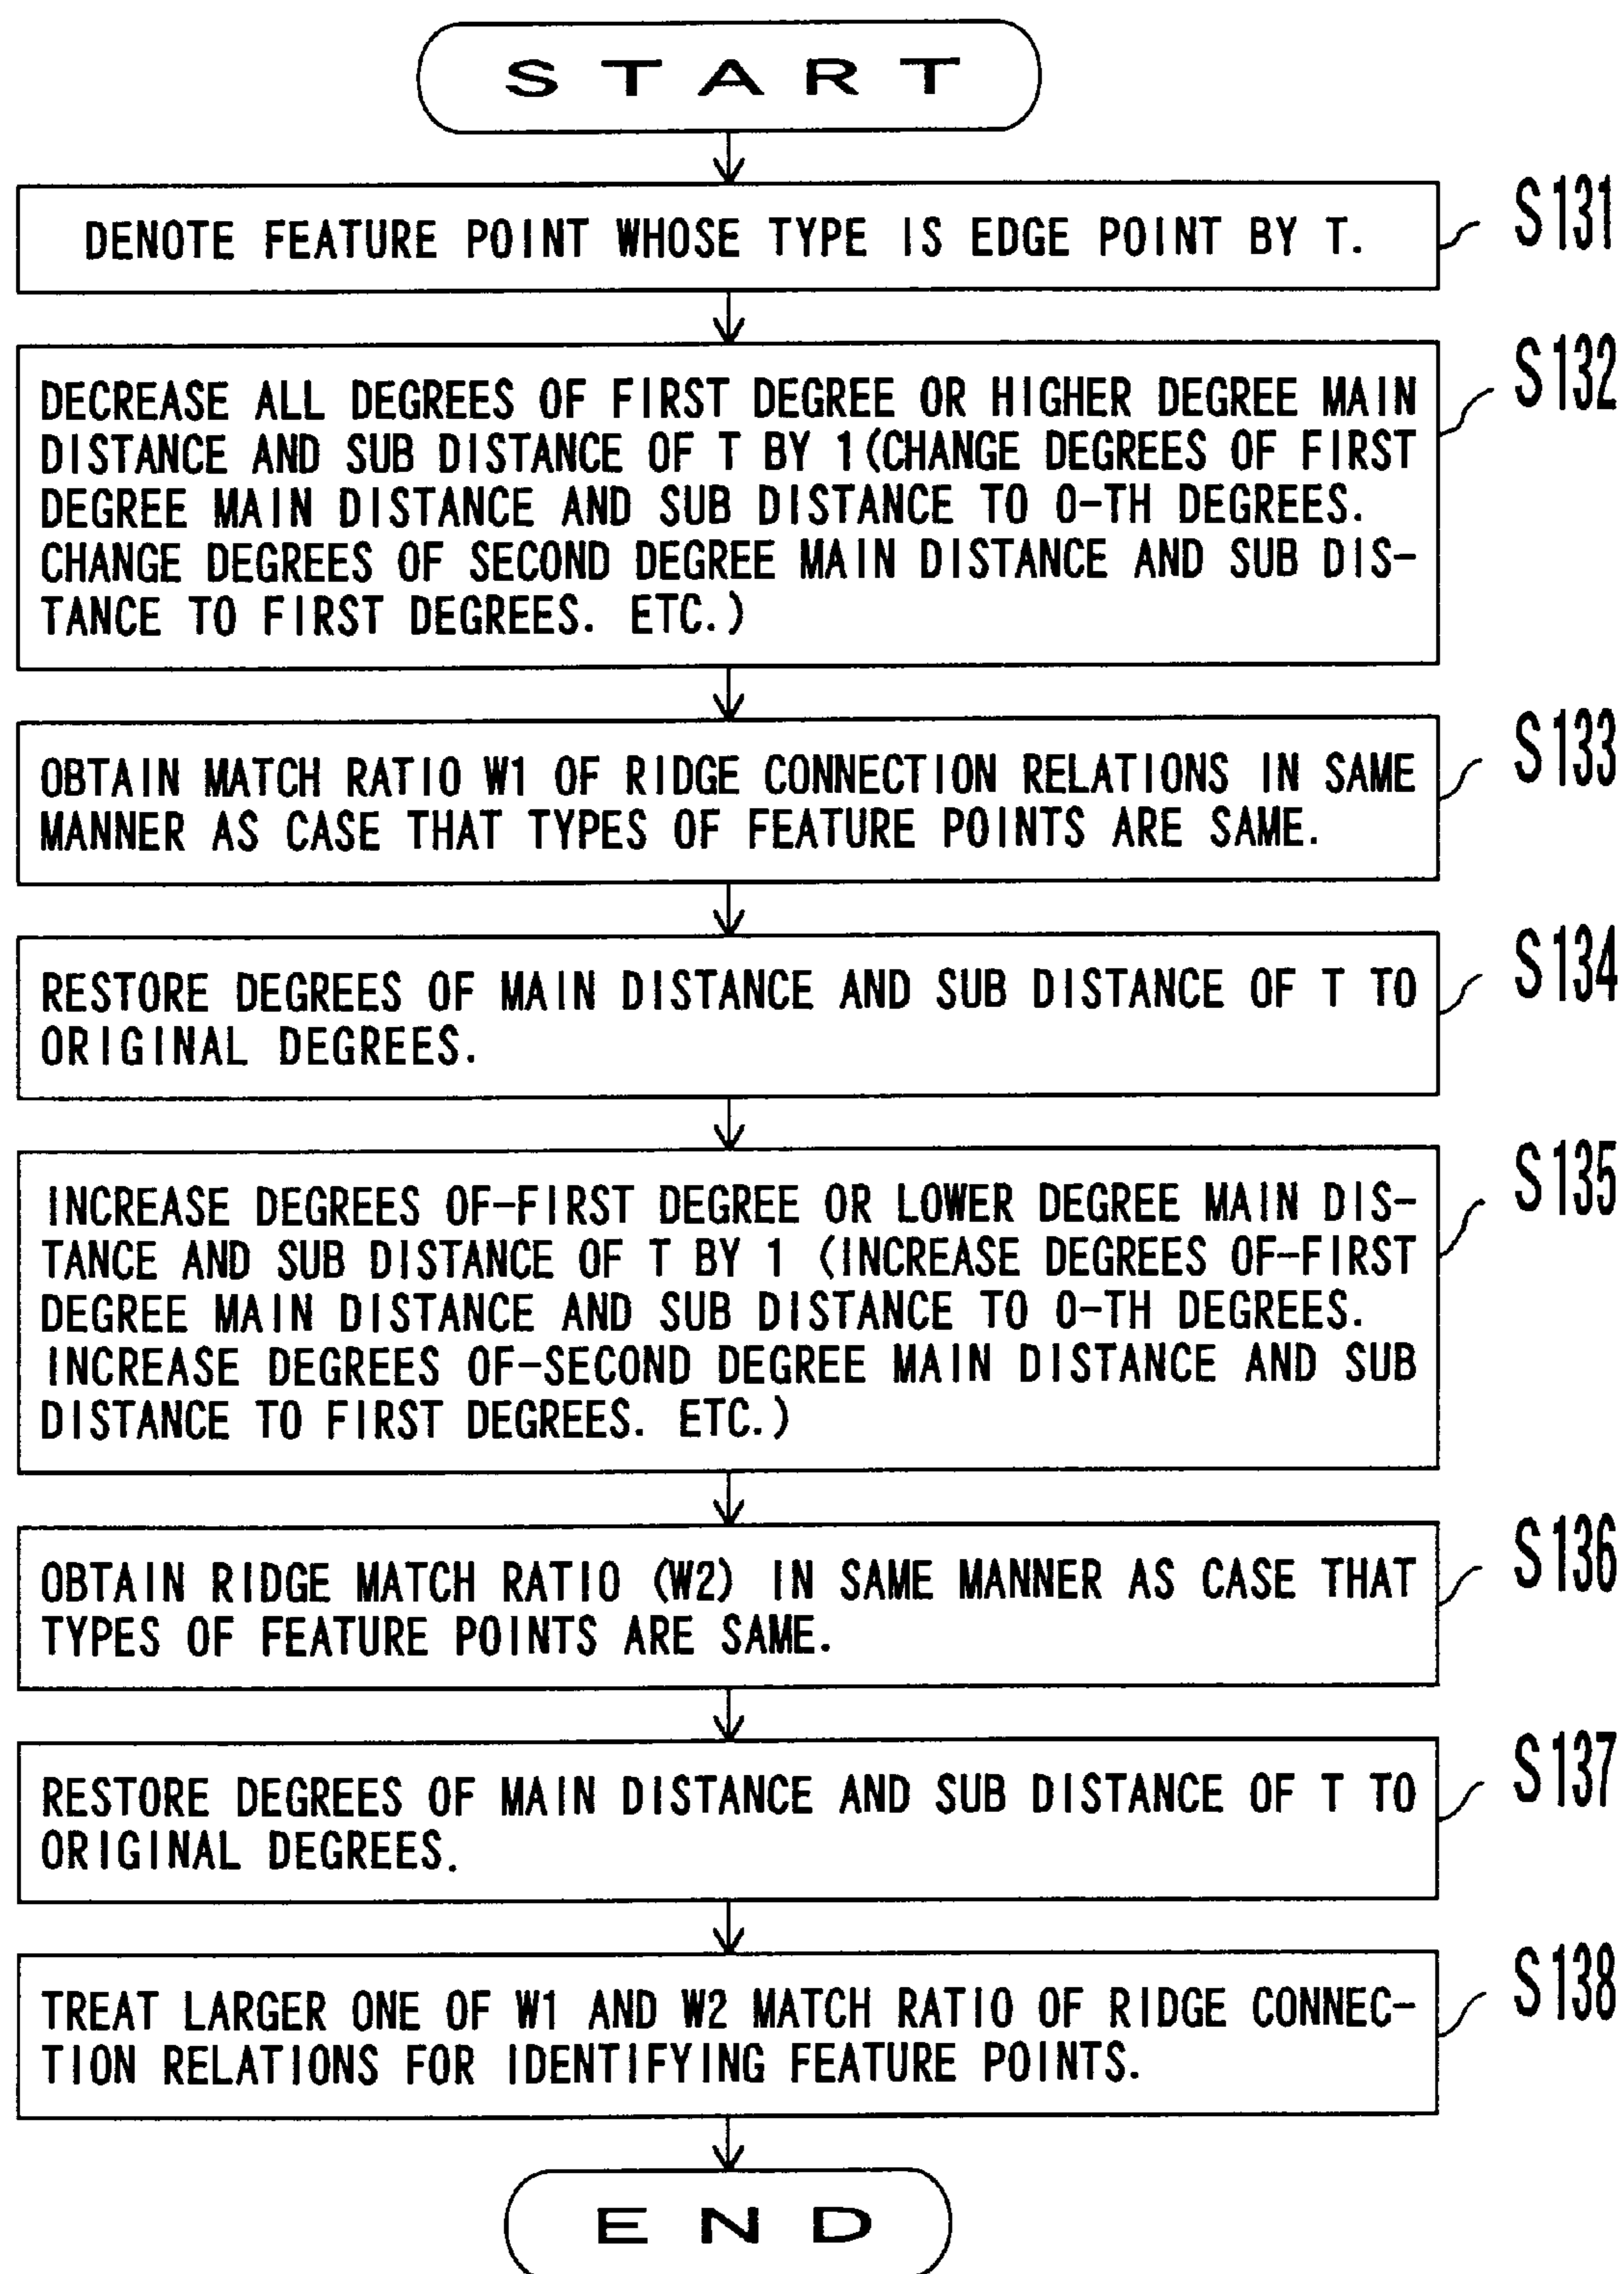 START
DENOTE FEATURE POINT WHOSE TYPE IS EDGE POINT BY T.
S131
DECREASE ALL DEGREES OF FIRST DEGREE OR HIGHER DEGREE MAIN
DISTANCE AND SUB DISTANCE OF T BY 1(CHANGE DEGREES OF FIRST
DEGREE MAIN DISTANCE AND SUB DISTANCE TO 0-TH DEGREES.
CHANGE DEGREES OF SECOND DEGREE MAIN DISTANCE AND SUB DIS-
TANCE TO FIRST DEGREES. ETC.)
S132
OBTAIN MATCH RATIO W1 OF RIDGE CONNECTION RELATIONS IN SAME
MANNER AS CASE THAT TYPES OF FEATURE POINTS ARE SAME.
S133
RESTORE DEGREES OF MAIN DISTANCE AND SUB DISTANCE OF T TO
ORIGINAL DEGREES.
S134
INCREASE DEGREES OF-FIRST DEGREE OR LOWER DEGREE MAIN DIS-
TANCE AND SUB DISTANCE OF T BY 1 (INCREASE DEGREES OF-FIRST
DEGREE MAIN DISTANCE AND SUB DISTANCE TO 0-TH DEGREES.
INCREASE DEGREES OF-SECOND DEGREE MAIN DISTANCE AND SUB
DISTANCE TO FIRST DEGREES. ETC.)
S135
OBTAIN RIDGE MATCH RATIO (W2) IN SAME MANNER AS CASE THAT
TYPES OF FEATURE POINTS ARE SAME.
S136
RESTORE DEGREES OF MAIN DISTANCE AND SUB DISTANCE OF T TO
ORIGINAL DEGREES.
S137
TREAT LARGER ONE OF W1 AND W2 MATCH RATIO OF RIDGE CONNEC-
TION RELATIONS FOR IDENTIFYING FEATURE POINTS.
S138
END